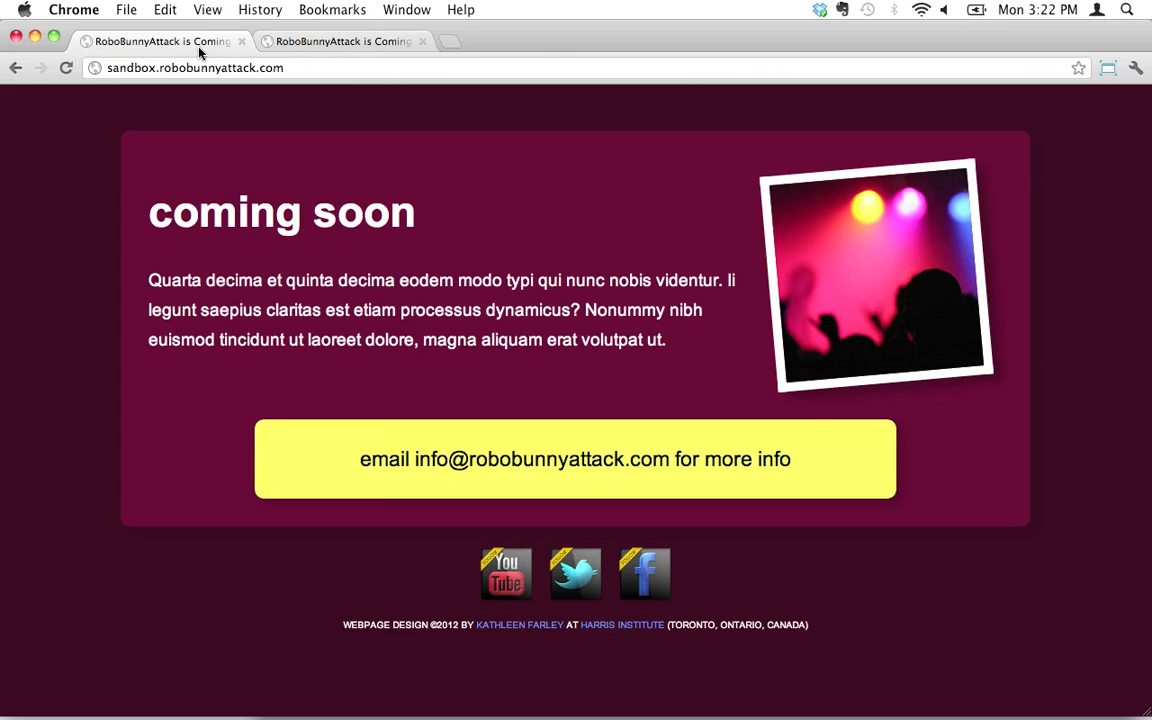 Chrome File Edit View History Bookmarks Window Help Mon 3:22 PM
RoboBunnyAttack is Coming RoboBunnyAttack is Coming
sandbox.robobunnyattack.com
coming soon
Quarta decima et quinta decima eodem modo typi qui nunc nobis videntur. Ii
legunt saepius claritas est etiam processus dynamicus? Nonummy nibh
euismod tincidunt ut laoreet dolore, magna aliquam erat volutpat ut.
email info@robobunnyattack.com for more info
You
Tube
WEBPAGE DESIGN ©2012 BY KATHLEEN FARLEY AT HARRIS INSTITUTE (TORONTO, ONTARIO, CANADA)